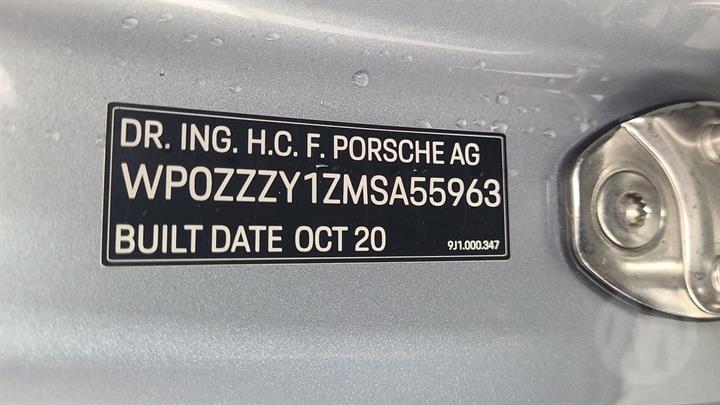 DR. ING. H.C. F. PORSCHE AG
WP0ZZZY1ZMSA55963
BUILT DATE OCT 20
9J1.000.347